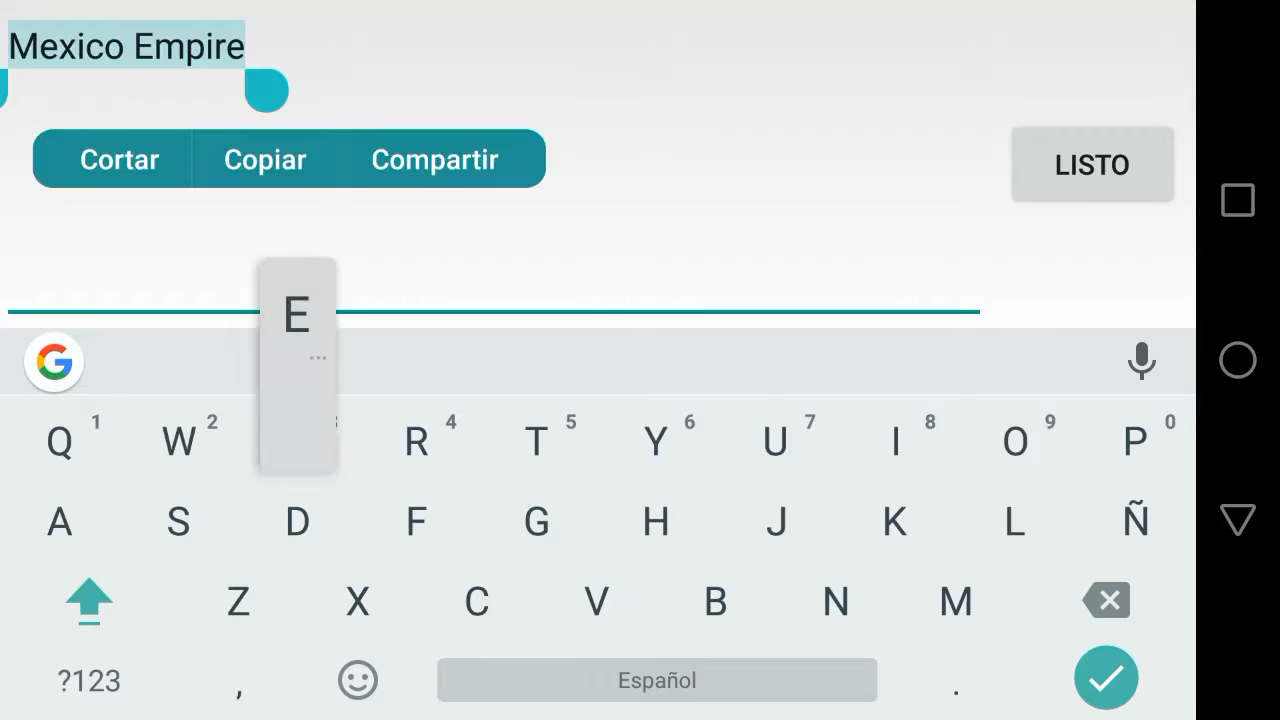 Mexico Empire
Cortar Copiar Compartir
LISTO
E
...
Q 1 W 2 R 4 T 5 Y 6 U 7 I 8 O 9 P 0
A S D F G H J K L Ñ
Z X C V B N M
?123 , Español .